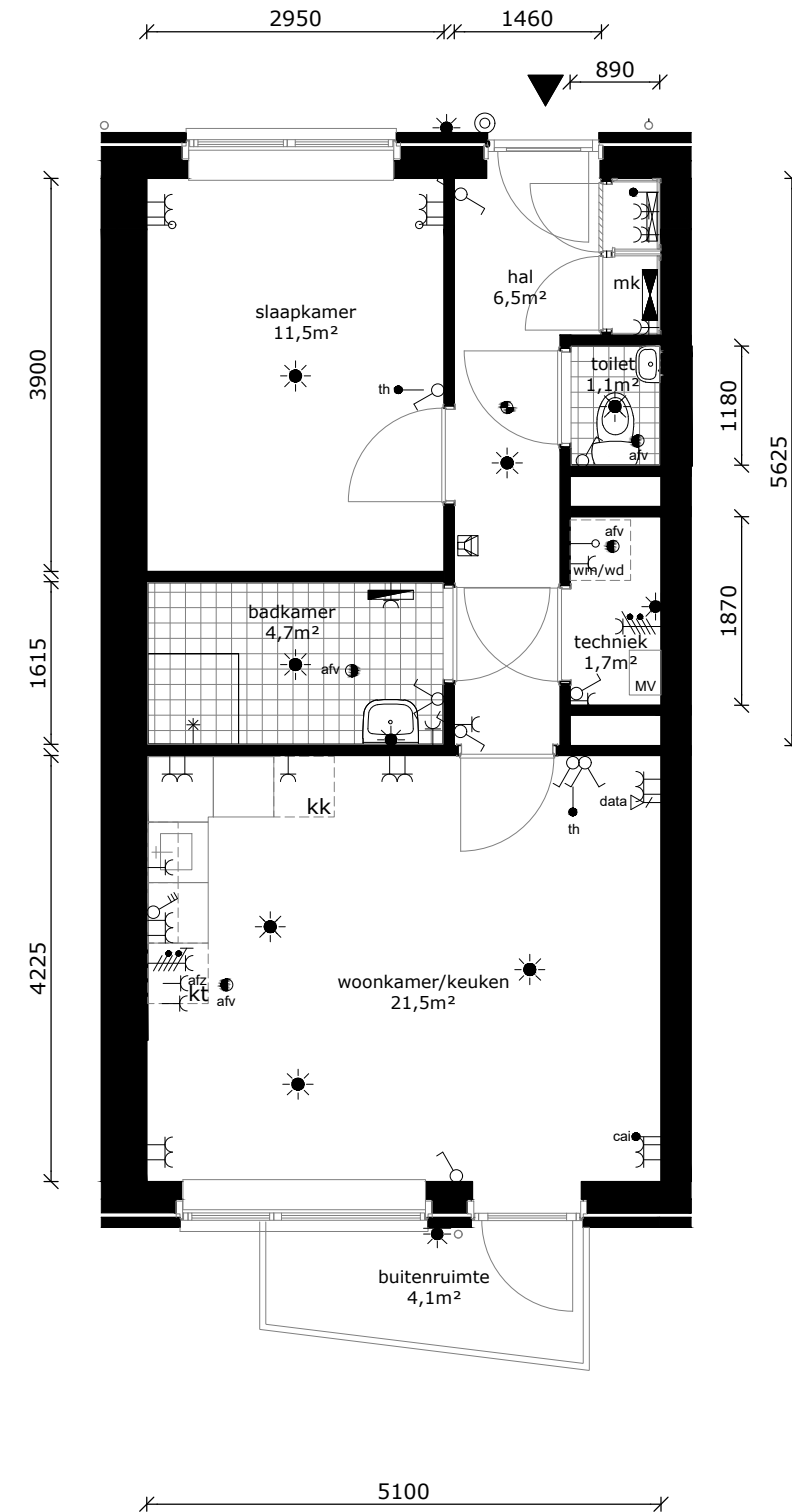 2950
1460
890
hal
6,5m²
mk
slaapkamer
11,5m²
toilet
1,1m²
th
3900
1180
5625
afv
afv
wm/wd
badkamer
4,7m²
1870
techniek
1,7m²
afv
1615
MV
kk
data
th
4225
afz
kt
afv
woonkamer/keuken
21,5m²
cai
buitenruimte
4,1m²
5100